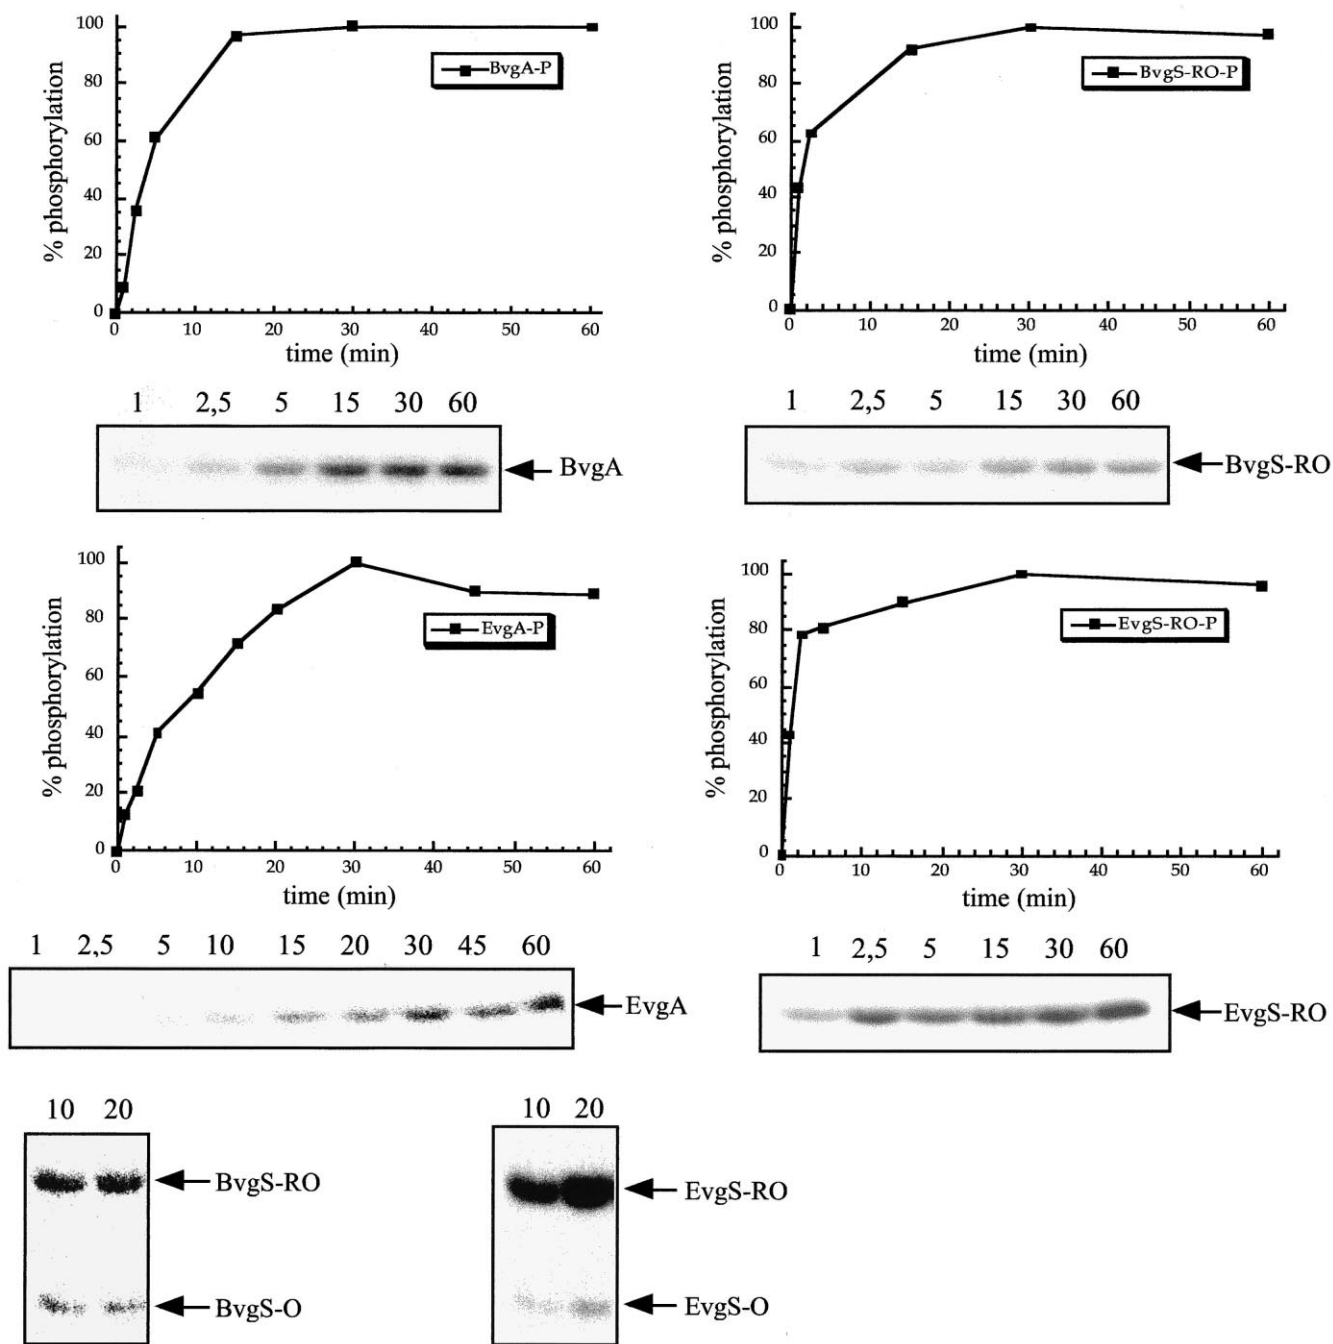 % phosphorylation
100
80
60
40
20
0
BvgA-P
0 10 20 30 40 50 60
time (min)
1 2,5 5 15 30 60
BvgA
% phosphorylation
100
80
60
40
20
0
BvgS-RO-P
0 10 20 30 40 50 60
time (min)
1 2,5 5 15 30 60
BvgS-RO
% phosphorylation
100
80
60
40
20
0
EvgA-P
0 10 20 30 40 50 60
time (min)
1 2,5 5 10 15 20 30 45 60
EvgA
% phosphorylation
100
80
60
40
20
0
EvgS-RO-P
0 10 20 30 40 50 60
time (min)
1 2,5 5 15 30 60
EvgS-RO
10 20
BvgS-RO
BvgS-O
10 20
EvgS-RO
EvgS-O